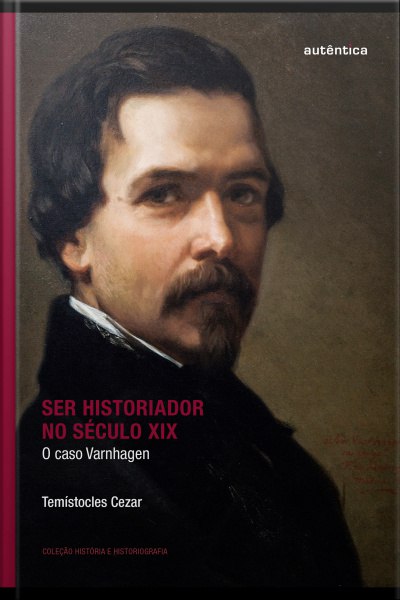 autêntica
SER HISTORIADOR
NO SÉCULO XIX
O caso Varnhagen
Temístocles Cezar
COLEÇÃO HISTÓRIA E HISTORIOGRAFIA